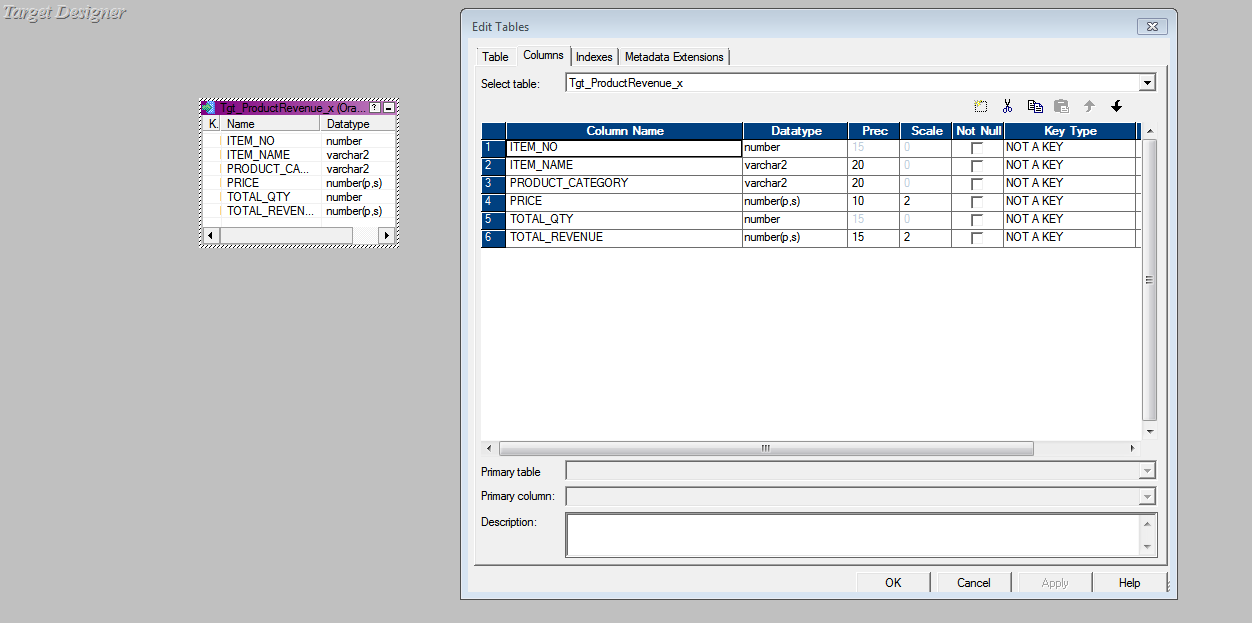 Target Designer
Tgt_ProductRevenue_x (Ora... ?
K. Name Datatype
ITEM_NO number
ITEM_NAME varchar2
PRODUCT_CA... varchar2
PRICE number(p,s)
TOTAL_QTY number
TOTAL_REVEN... number(p,s)
Edit Tables
Table Columns Indexes Metadata Extensions
Select table: Tgt_ProductRevenue_x
Column Name Datatype Prec Scale Not Null Key Type
1 ITEM_NO number 15 0 NOT A KEY
2 ITEM_NAME varchar2 20 0 NOT A KEY
3 PRODUCT_CATEGORY varchar2 20 0 NOT A KEY
4 PRICE number(p,s) 10 2 NOT A KEY
5 TOTAL_QTY number 15 0 NOT A KEY
6 TOTAL_REVENUE number(p,s) 15 2 NOT A KEY
Primary table
Primary column:
Description:
OK Cancel Apply Help